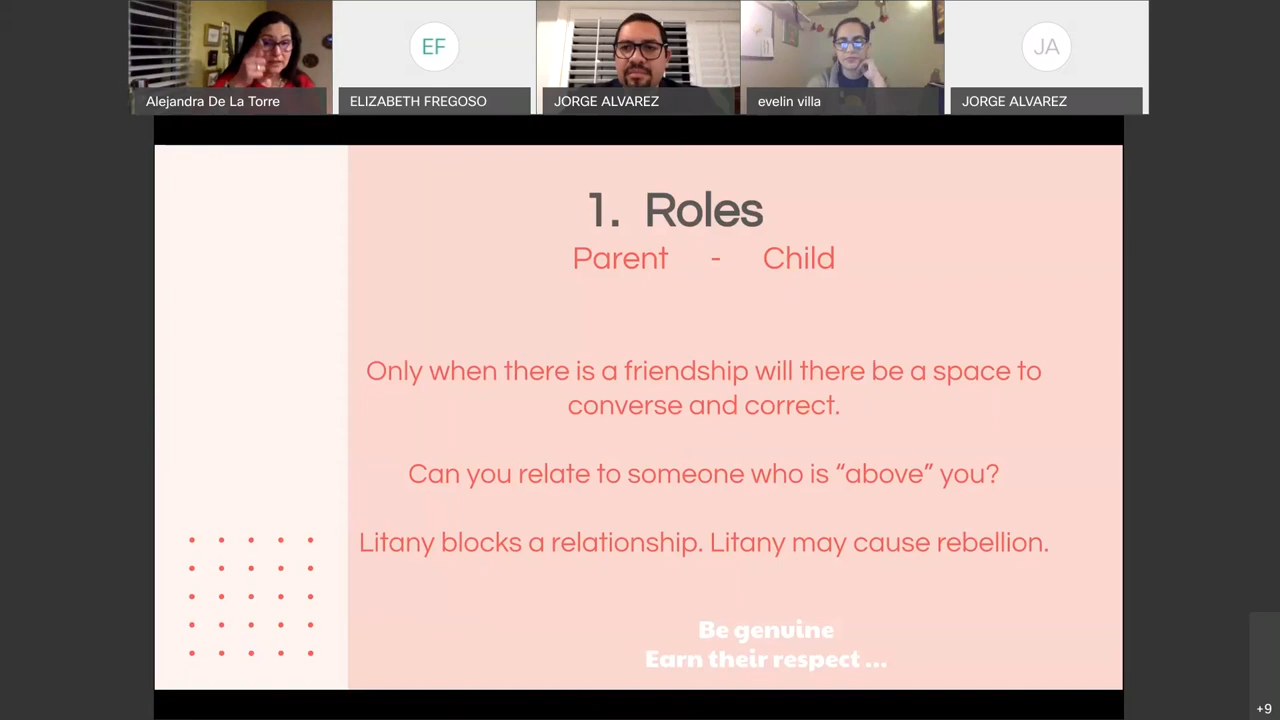 EF
JA
Alejandra De La Torre
ELIZABETH FREGOSO
JORGE ALVAREZ
evelin villa
JORGE ALVAREZ
1. Roles
Parent - Child
Only when there is a friendship will there be a space to
converse and correct.
Can you relate to someone who is “above” you?
Litany blocks a relationship. Litany may cause rebellion.
Be genuine
Earn their respect ...
+9